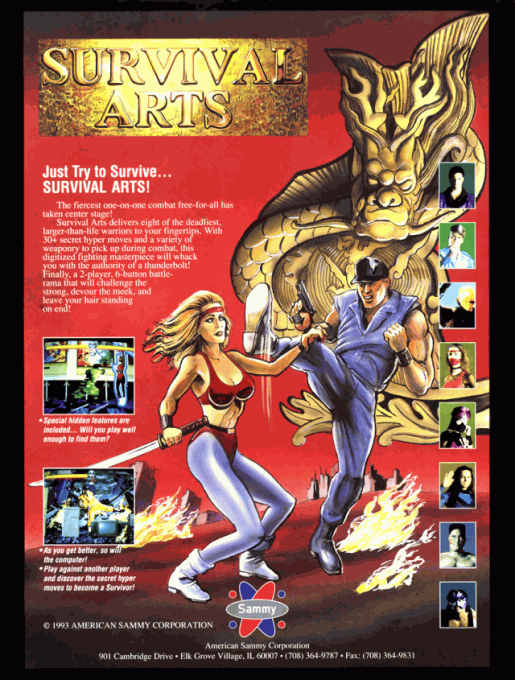 SURVIVAL
ARTS
Just Try to Survive...
SURVIVAL ARTS!
The fiercest one-on-one combat free-for-all has
taken center stage!
Survival Arts delivers eight of the deadliest,
larger-than-life warriors to your fingertips. With
30+ secret hyper moves and a variety of
weaponry to pick up during combat, this
digitized fighting masterpiece will whack
you with the authority of a thunderbolt!
Finally, a 2-player, 6-button battle-
rama that will challenge the
strong, devour the meek, and
leave your hair standing
on end!
• Special hidden features are
included... Will you play well
enough to find them?
• As you get better, so will
the computer!
• Play against another player
and discover the secret hyper
moves to become a Survivor!
Sammy
© 1993 AMERICAN SAMMY CORPORATION
American Sammy Corporation
901 Cambridge Drive • Elk Grove Village, IL 60007 • (708) 364-9787 • Fax: (708) 364-9831